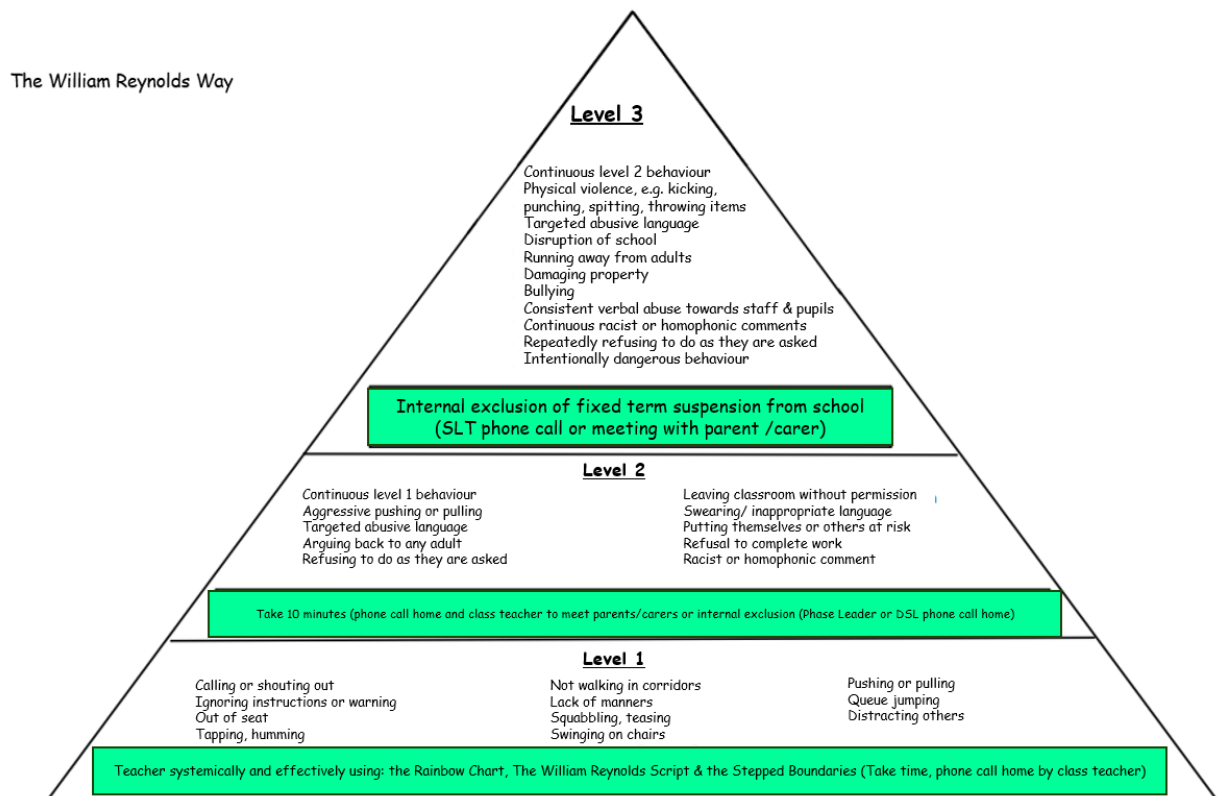 The William Reynolds Way
Level 3
Continuous level 2 behaviour
Physical violence, e.g. kicking,
punching, spitting, throwing items
Targeted abusive language
Disruption of school
Running away from adults
Damaging property
Bullying
Consistent verbal abuse towards staff & pupils
Continuous racist or homophonic comments
Repeatedly refusing to do as they are asked
Intentionally dangerous behaviour
Internal exclusion of fixed term suspension from school
(SLT phone call or meeting with parent /carer)
Level 2
Continuous level 1 behaviour
Aggressive pushing or pulling
Targeted abusive language
Arguing back to any adult
Refusing to do as they are asked
Leaving classroom without permission
Swearing/ inappropriate language
Putting themselves or others at risk
Refusal to complete work
Racist or homophonic comment
Take 10 minutes (phone call home and class teacher to meet parents/carers or internal exclusion (Phase Leader or DSL phone call home)
Level 1
Calling or shouting out
Ignoring instructions or warning
Out of seat
Tapping, humming
Not walking in corridors
Lack of manners
Squabbling, teasing
Swinging on chairs
Pushing or pulling
Queue jumping
Distracting others
Teacher systemically and effectively using: the Rainbow Chart, The William Reynolds Script & the Stepped Boundaries (Take time, phone call home by class teacher)